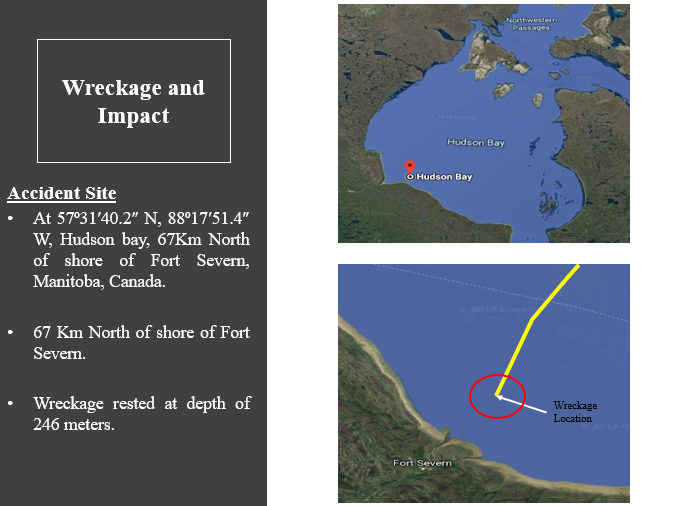 Wreckage and
Impact
Accident Site
• At 57º31′40.2″ N, 88º17′51.4″
W, Hudson bay, 67Km North
of shore of Fort Severn,
Manitoba, Canada.
• 67 Km North of shore of Fort
Severn.
• Wreckage rested at depth of
246 meters.
Northwestern
Passages
Hudson Bay
Hudson Bay
Wreckage
Location
Fort Severn